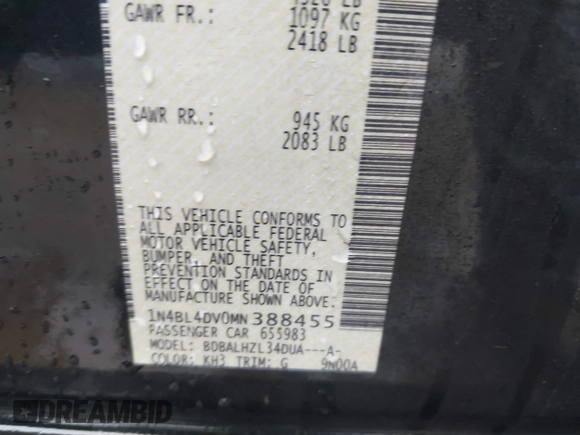 GAWR FR.: 1097 KG
2418 LB
GAWR RR.: 945 KG
2083 LB
THIS VEHICLE CONFORMS TO
ALL APPLICABLE FEDERAL
MOTOR VEHICLE SAFETY,
BUMPER, AND THEFT
PREVENTION STANDARDS IN
EFFECT ON THE DATE OF
MANUFACTURE SHOWN ABOVE.
1N4BL4DV0MN388455
PASSENGER CAR 655983
MODEL: BDBALHZL34DUA---A-
COLOR: KH3 TRIM: G 9N00A
DREAMBID